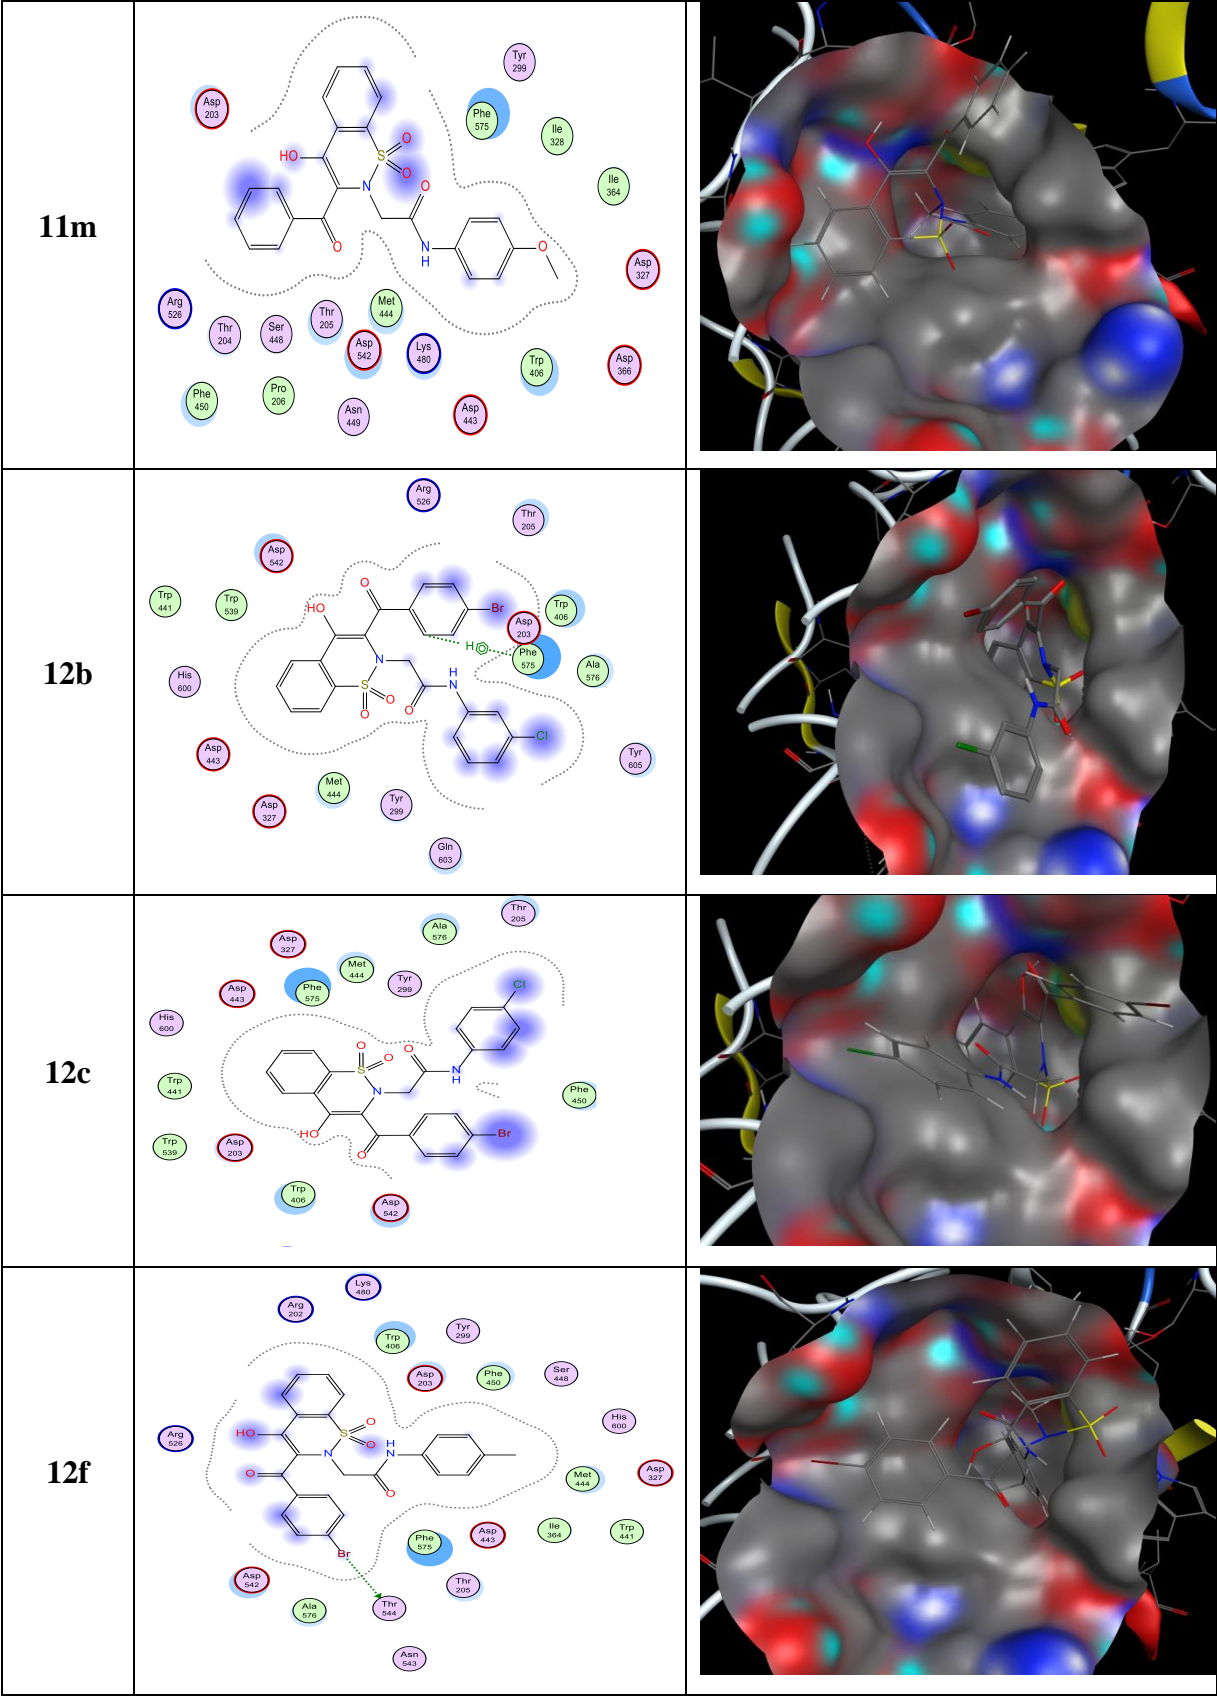 11m
Tyr 299
Asp 203
Phe 575
Ile 328
Ile 364
HO
S
O
O
N
O
O
N
H
O
Asp 327
Arg 526
Thr 204
Ser 448
Thr 205
Met 444
Asp 542
Lys 480
Trp 406
Asp 366
Phe 450
Pro 206
Asn 449
Asp 443
12b
Arg 526
Thr 205
Asp 542
Trp 441
Trp 539
O
HO
Br
Trp 406
Asp 203
H
Phe 575
Ala 576
N
S
O
O
O
H
N
His 600
Cl
Asp 443
Tyr 605
Met 444
Asp 327
Tyr 299
Gln 603
12c
Thr 205
Ala 576
Asp 327
Met 444
Phe 575
Tyr 299
Asp 443
Cl
His 600
O
S
O
O
N
H
N
Trp 441
Phe 450
HO
Br
O
Trp 539
Asp 203
Trp 406
Asp 542
12f
Lys 480
Arg 202
Trp 406
Tyr 299
Asp 203
Phe 450
Ser 448
His 600
HO
S
O
O
H
N
Arg 526
N
O
O
Met 444
Asp 327
Br
Phe 575
Asp 443
Ile 364
Trp 441
Asp 542
Thr 205
Ala 576
Thr 544
Asn 543